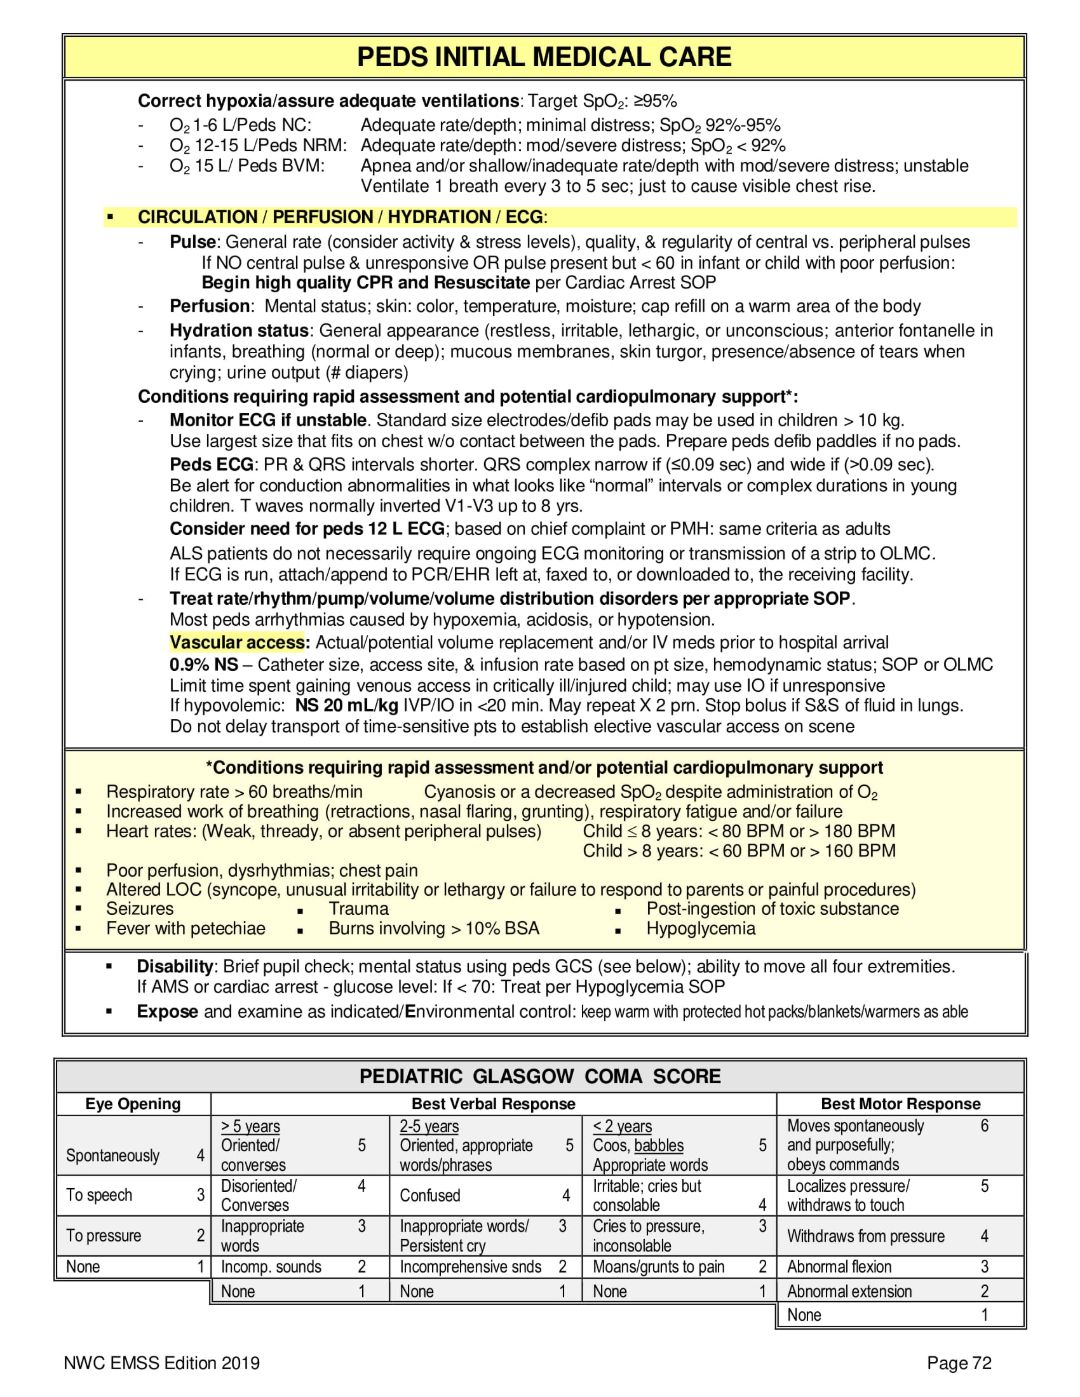 PEDS INITIAL MEDICAL CARE
Correct hypoxia/assure adequate ventilations: Target SpO2: ≥95%
- O2 1-6 L/Peds NC: Adequate rate/depth; minimal distress; SpO2 92%-95%
- O2 12-15 L/Peds NRM: Adequate rate/depth: mod/severe distress; SpO2 < 92%
- O2 15 L/ Peds BVM: Apnea and/or shallow/inadequate rate/depth with mod/severe distress; unstable
Ventilate 1 breath every 3 to 5 sec; just to cause visible chest rise.
▪ CIRCULATION / PERFUSION / HYDRATION / ECG:
- Pulse: General rate (consider activity & stress levels), quality, & regularity of central vs. peripheral pulses
If NO central pulse & unresponsive OR pulse present but < 60 in infant or child with poor perfusion:
Begin high quality CPR and Resuscitate per Cardiac Arrest SOP
- Perfusion: Mental status; skin: color, temperature, moisture; cap refill on a warm area of the body
- Hydration status: General appearance (restless, irritable, lethargic, or unconscious; anterior fontanelle in
infants, breathing (normal or deep); mucous membranes, skin turgor, presence/absence of tears when
crying; urine output (# diapers)
Conditions requiring rapid assessment and potential cardiopulmonary support*:
- Monitor ECG if unstable. Standard size electrodes/defib pads may be used in children > 10 kg.
Use largest size that fits on chest w/o contact between the pads. Prepare peds defib paddles if no pads.
Peds ECG: PR & QRS intervals shorter. QRS complex narrow if (≤0.09 sec) and wide if (>0.09 sec).
Be alert for conduction abnormalities in what looks like “normal” intervals or complex durations in young
children. T waves normally inverted V1-V3 up to 8 yrs.
Consider need for peds 12 L ECG; based on chief complaint or PMH: same criteria as adults
ALS patients do not necessarily require ongoing ECG monitoring or transmission of a strip to OLMC.
If ECG is run, attach/append to PCR/EHR left at, faxed to, or downloaded to, the receiving facility.
- Treat rate/rhythm/pump/volume/volume distribution disorders per appropriate SOP.
Most peds arrhythmias caused by hypoxemia, acidosis, or hypotension.
Vascular access: Actual/potential volume replacement and/or IV meds prior to hospital arrival
0.9% NS – Catheter size, access site, & infusion rate based on pt size, hemodynamic status; SOP or OLMC
Limit time spent gaining venous access in critically ill/injured child; may use IO if unresponsive
If hypovolemic: NS 20 mL/kg IVP/IO in <20 min. May repeat X 2 prn. Stop bolus if S&S of fluid in lungs.
Do not delay transport of time-sensitive pts to establish elective vascular access on scene
*Conditions requiring rapid assessment and/or potential cardiopulmonary support
▪ Respiratory rate > 60 breaths/min Cyanosis or a decreased SpO2 despite administration of O2
▪ Increased work of breathing (retractions, nasal flaring, grunting), respiratory fatigue and/or failure
▪ Heart rates: (Weak, thready, or absent peripheral pulses) Child ≤ 8 years: < 80 BPM or > 180 BPM
Child > 8 years: < 60 BPM or > 160 BPM
▪ Poor perfusion, dysrhythmias; chest pain
▪ Altered LOC (syncope, unusual irritability or lethargy or failure to respond to parents or painful procedures)
▪ Seizures ▪ Trauma ▪ Post-ingestion of toxic substance
▪ Fever with petechiae ▪ Burns involving > 10% BSA ▪ Hypoglycemia
▪ Disability: Brief pupil check; mental status using peds GCS (see below); ability to move all four extremities.
If AMS or cardiac arrest - glucose level: If < 70: Treat per Hypoglycemia SOP
▪ Expose and examine as indicated/Environmental control: keep warm with protected hot packs/blankets/warmers as able
PEDIATRIC GLASGOW COMA SCORE
Eye Opening Best Verbal Response Best Motor Response
> 5 years 2-5 years < 2 years Moves spontaneously 6
Spontaneously 4 Oriented/ 5 Oriented, appropriate 5 Coos, babbles 5 and purposefully;
converses words/phrases Appropriate words obeys commands
To speech 3 Disoriented/ 4 Confused 4 Irritable; cries but Localizes pressure/ 5
Converses consolable 4 withdraws to touch
To pressure 2 Inappropriate 3 Inappropriate words/ 3 Cries to pressure, 3 Withdraws from pressure 4
words Persistent cry inconsolable
None 1 Incomp. sounds 2 Incomprehensive snds 2 Moans/grunts to pain 2 Abnormal flexion 3
None 1 None 1 None 1 Abnormal extension 2
None 1
NWC EMSS Edition 2019 Page 72